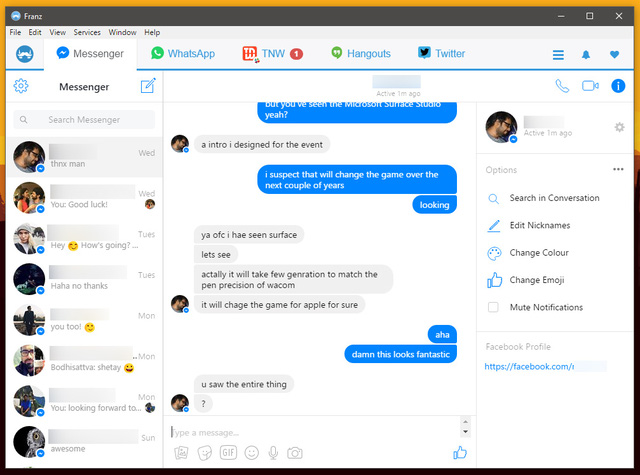 Franz
File Edit View Services Window Help
Messenger WhatsApp TNW 1 Hangouts Twitter
Messenger
Active 1m ago
Search Messenger
Wed
thnx man
Wed
You: Good luck!
Tues
Hey 😊 How's going? ...
Tues
Haha no thanks
Mon
you too! 😊
Mon
Bodhisattva: shetay 😀
Mon
You: looking forward to...
Sun
awesome
but you've seen the Microsoft Surface Studio
yeah?
a intro i designed for the event
i suspect that will change the game over the
next couple of years
looking
ya ofc i hae seen surface
lets see
actally it will take few genration to match the
pen precision of wacom
it will chage the game for apple for sure
aha
damn this looks fantastic
u saw the entire thing
?
Type a message...
GIF
Active 1m ago
Options
Search in Conversation
Edit Nicknames
Change Colour
Change Emoji
Mute Notifications
Facebook Profile
https://facebook.com/